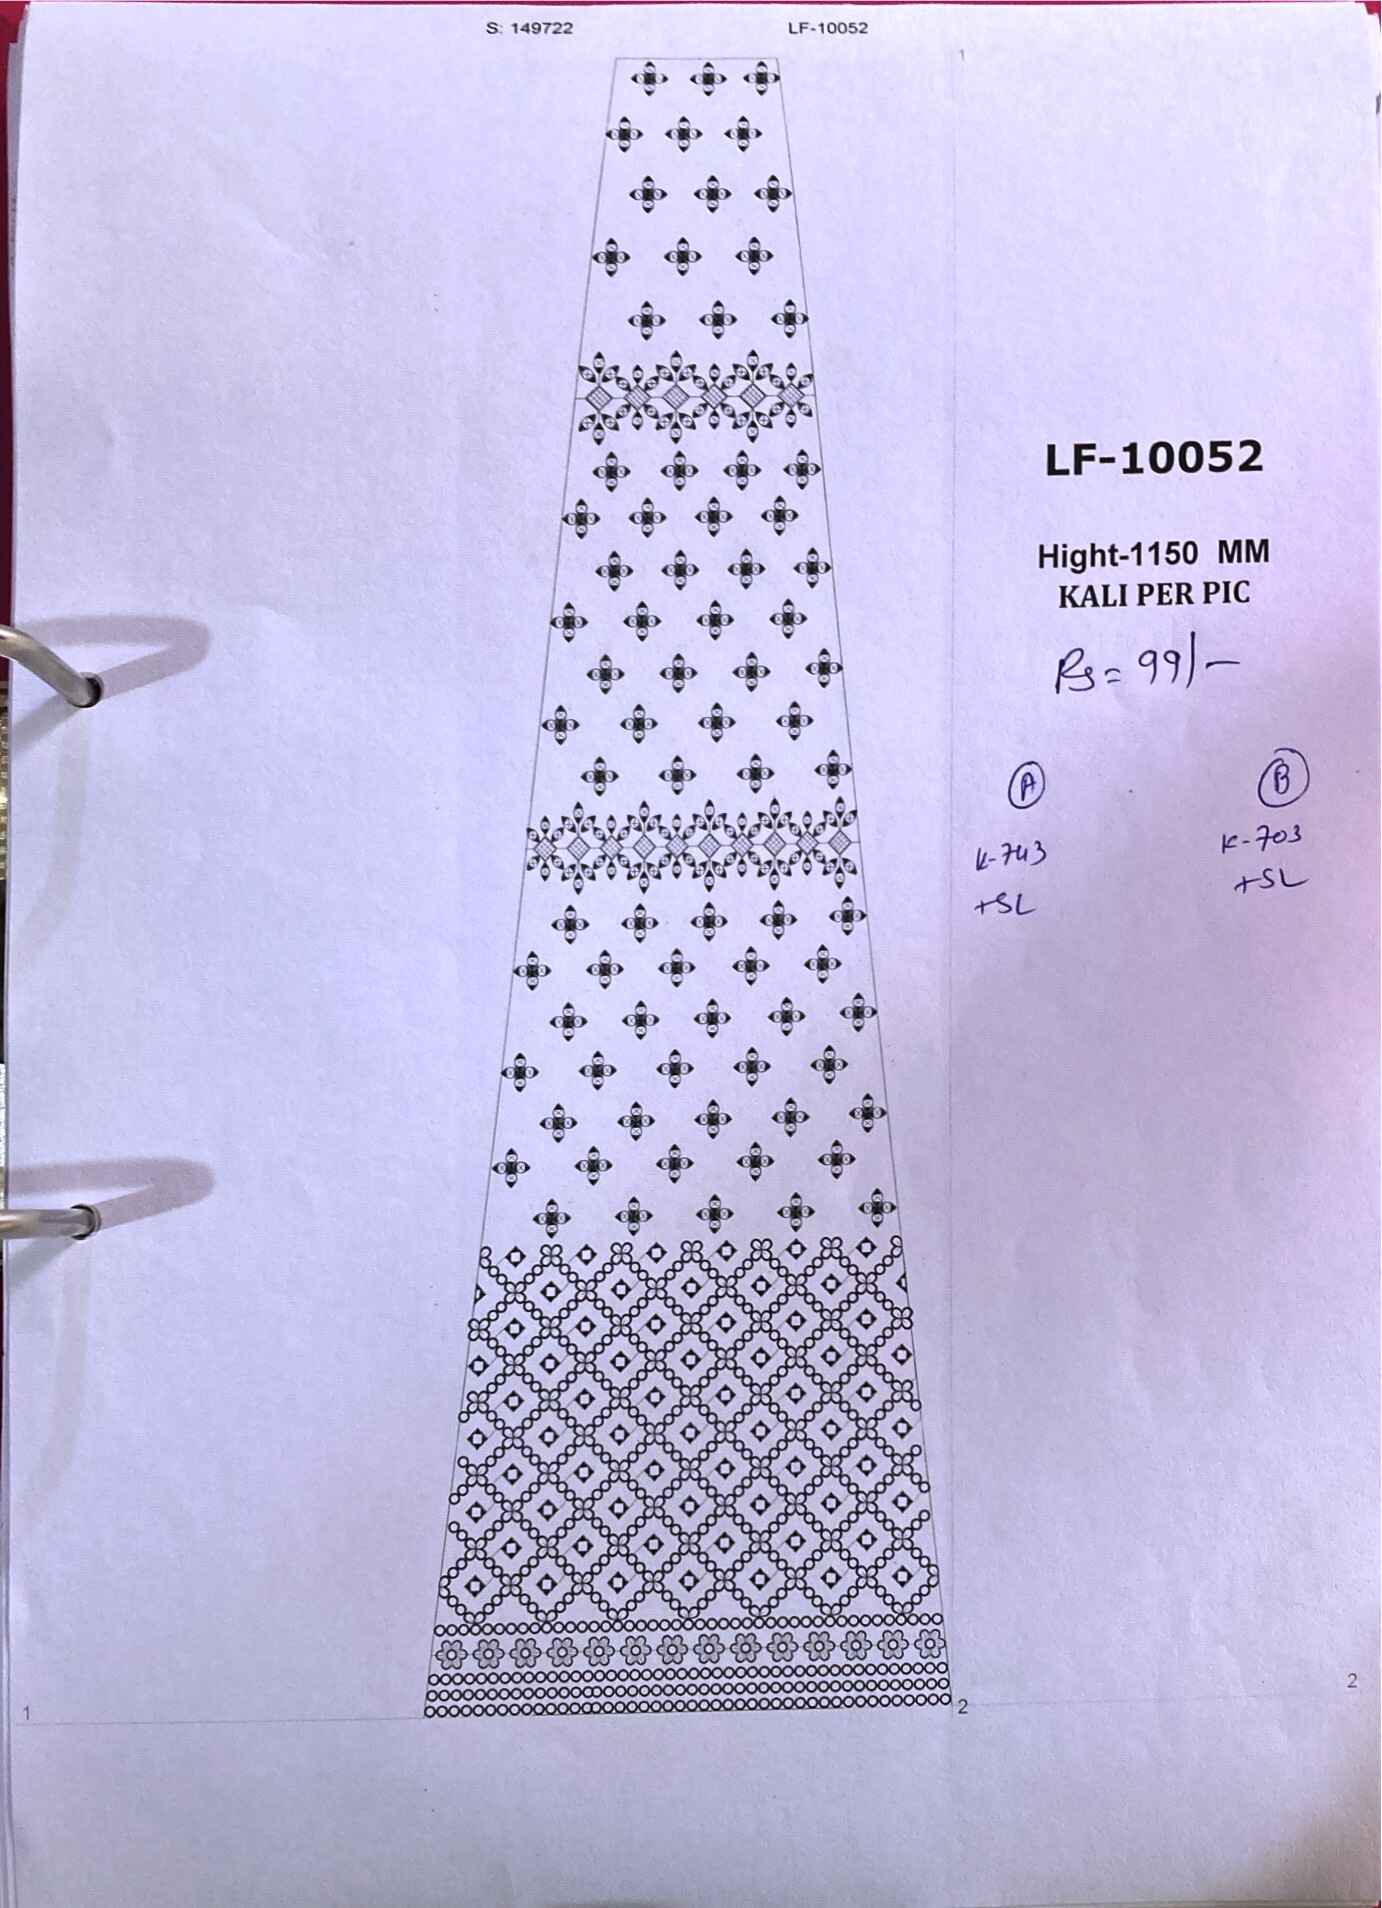 S: 149722 LF-10052
1
LF-10052
Hight-1150 MM
KALI PER PIC
Rs = 99/-
A B
K-743 K-703
+SL +SL
1 2 2